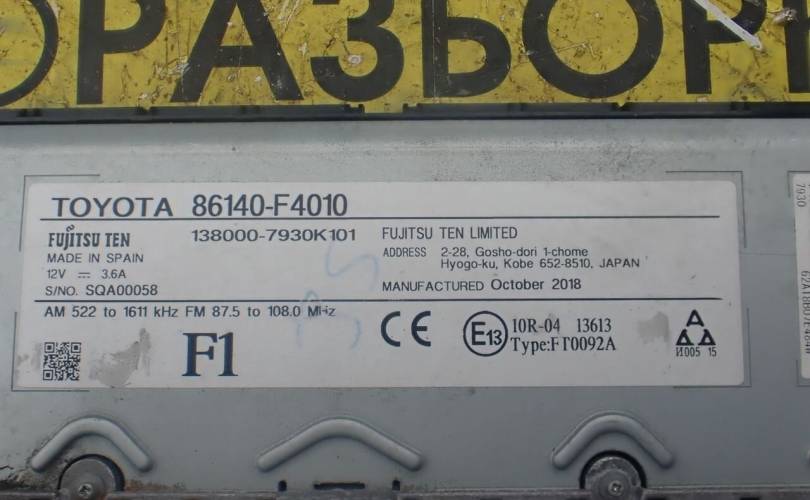 РАЗБОР
TOYOTA 86140-F4010
FUJITSU TEN 138000-7930K101 FUJITSU TEN LIMITED
MADE IN SPAIN ADDRESS 2-28, Gosho-dori 1-chome
12V ⎓ 3.6A Hyogo-ku, Kobe 652-8510, JAPAN
S/NO. SQA00058 MANUFACTURED October 2018
AM 522 to 1611 kHz FM 87.5 to 108.0 MHz
F1 CE E13 10R-04 13613
Type:FT0092A
И005 15
7930